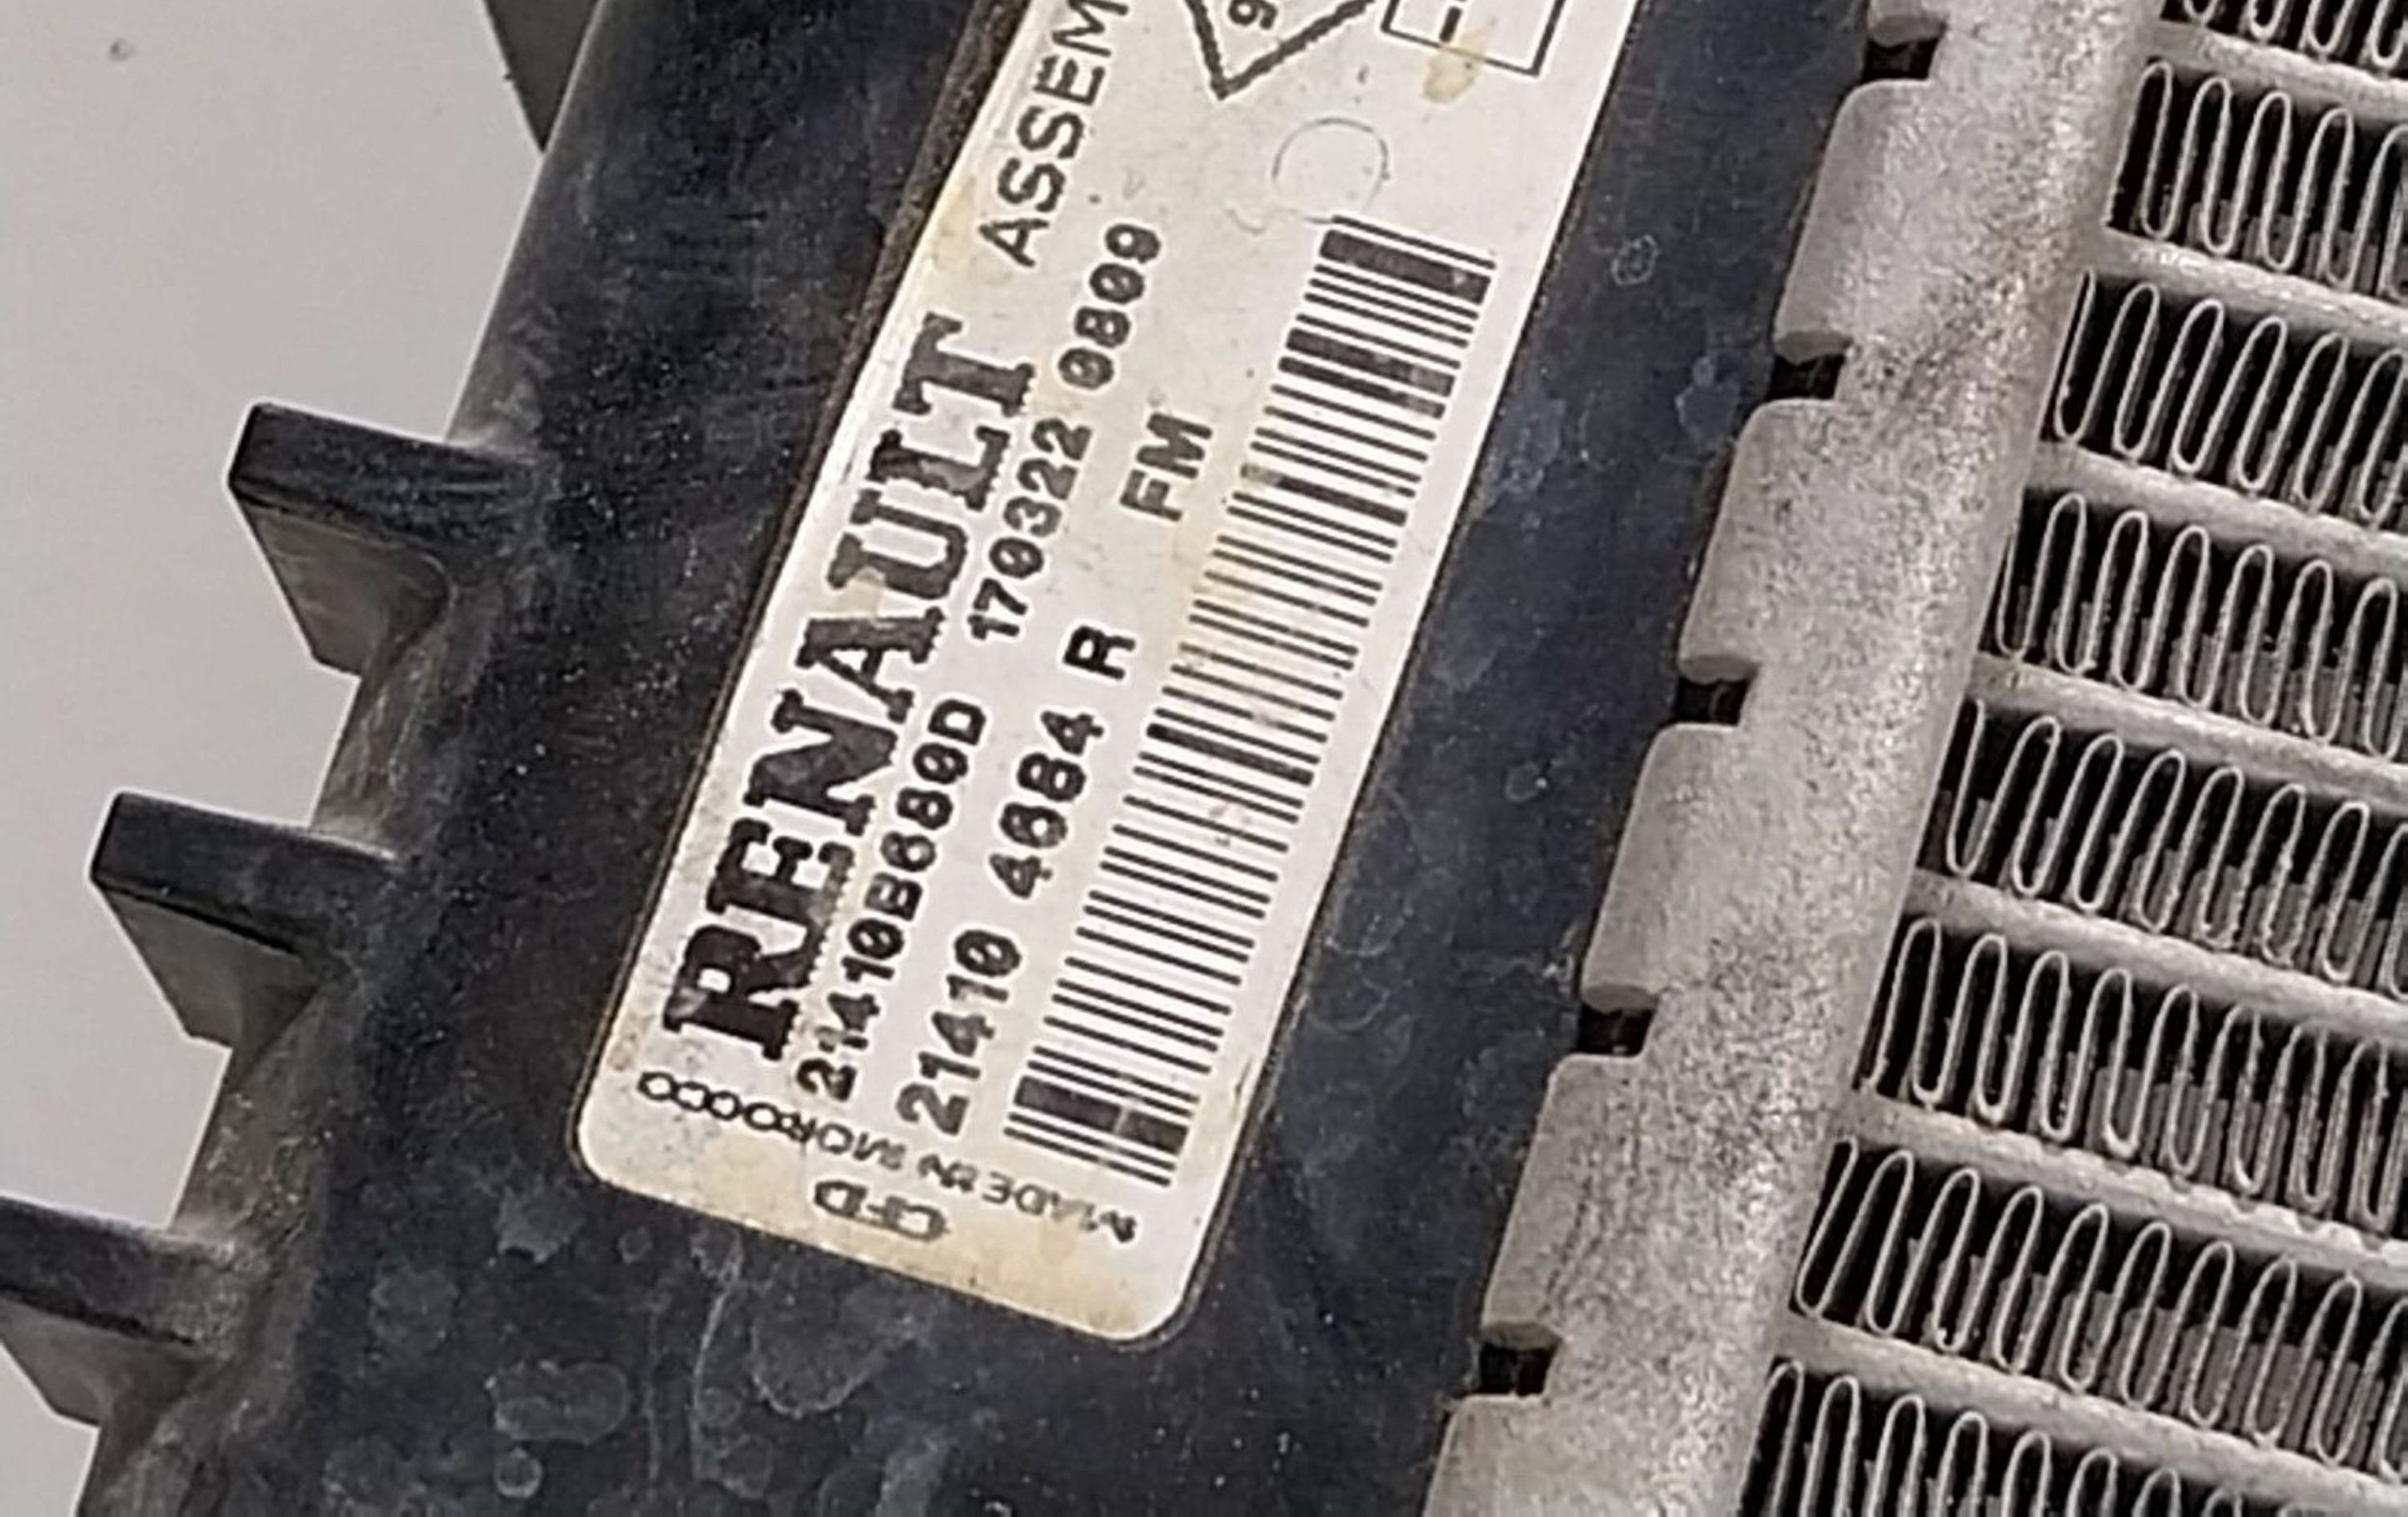 RENAULT ASSEM
21410B680D 170322 0809
21410 4684 R FM
MADE IN MOROCCO
CFD